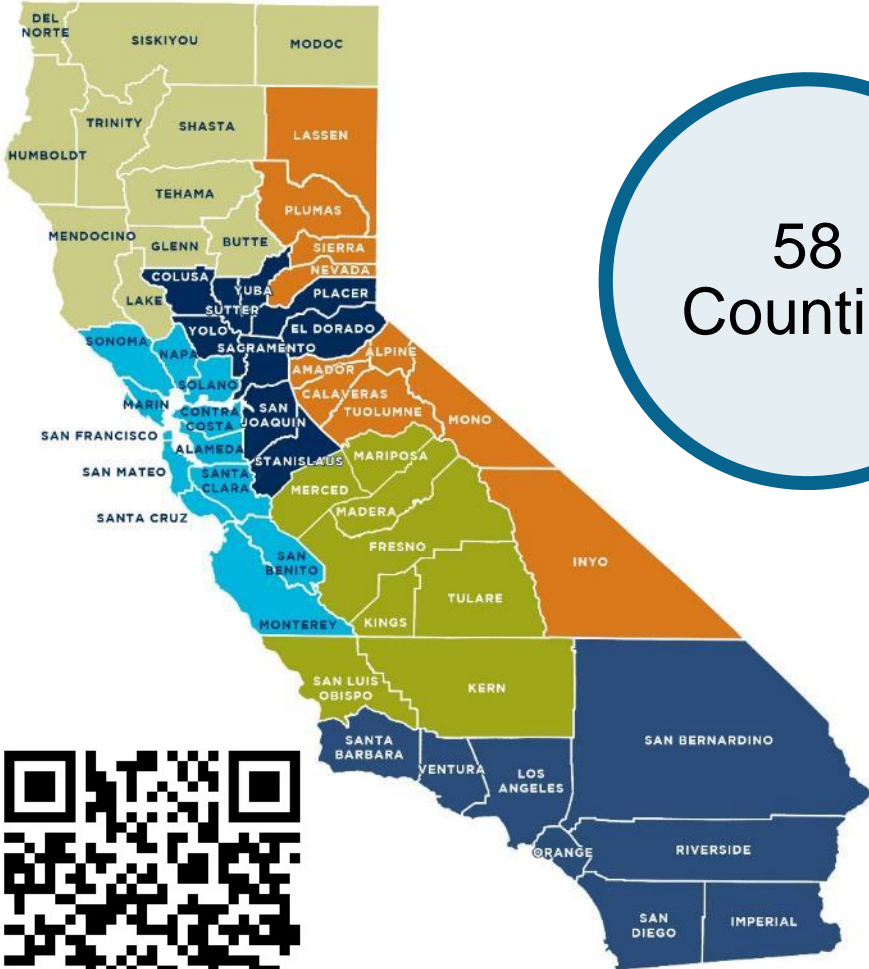 DEL
NORTE
SISKIYOU
MODOC
TRINITY
SHASTA
LASSEN
HUMBOLDT
TEHAMA
PLUMAS
MENDOCINO
GLENN
BUTTE
SIERRA
NEVADA
COLUSA
YUBA
PLACER
LAKE
SUTTER
YOLO
EL DORADO
SONOMA
NAPA
SACRAMENTO
ALPINE
AMADOR
SOLANO
CALAVERAS
MARIN
CONTRA
COSTA
SAN
JOAQUIN
TUOLUMNE
MONO
SAN FRANCISCO
ALAMEDA
STANISLAUS
MARIPOSA
SAN MATEO
SANTA
CLARA
MERCED
MADERA
SANTA CRUZ
FRESNO
SAN
BENITO
INYO
TULARE
MONTEREY
KINGS
SAN LUIS
OBISPO
KERN
SANTA
BARBARA
VENTURA
LOS
ANGELES
SAN BERNARDINO
ORANGE
RIVERSIDE
SAN
DIEGO
IMPERIAL
58
Counti